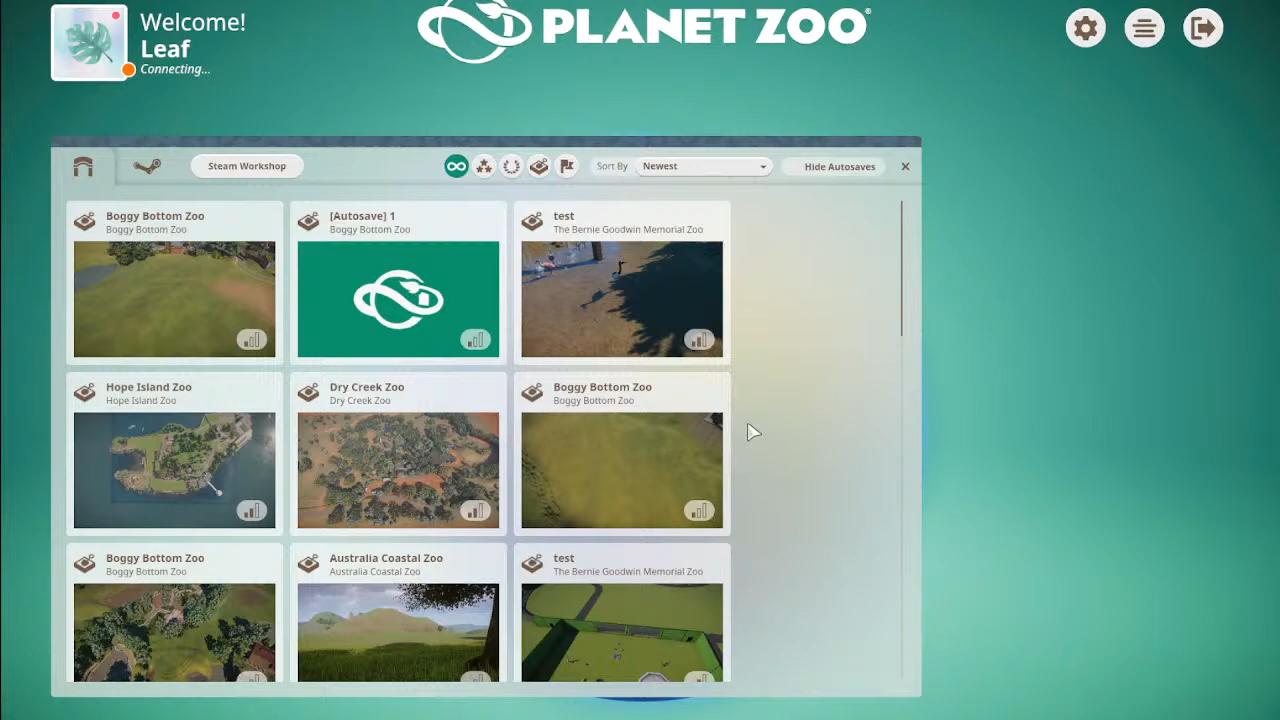 Welcome!
Leaf
Connecting...
PLANET ZOO®
Steam Workshop
Sort By
Newest
Hide Autosaves
Boggy Bottom Zoo
Boggy Bottom Zoo
[Autosave] 1
Boggy Bottom Zoo
test
The Bernie Goodwin Memorial Zoo
Hope Island Zoo
Hope Island Zoo
Dry Creek Zoo
Dry Creek Zoo
Boggy Bottom Zoo
Boggy Bottom Zoo
Boggy Bottom Zoo
Boggy Bottom Zoo
Australia Coastal Zoo
Australia Coastal Zoo
test
The Bernie Goodwin Memorial Zoo